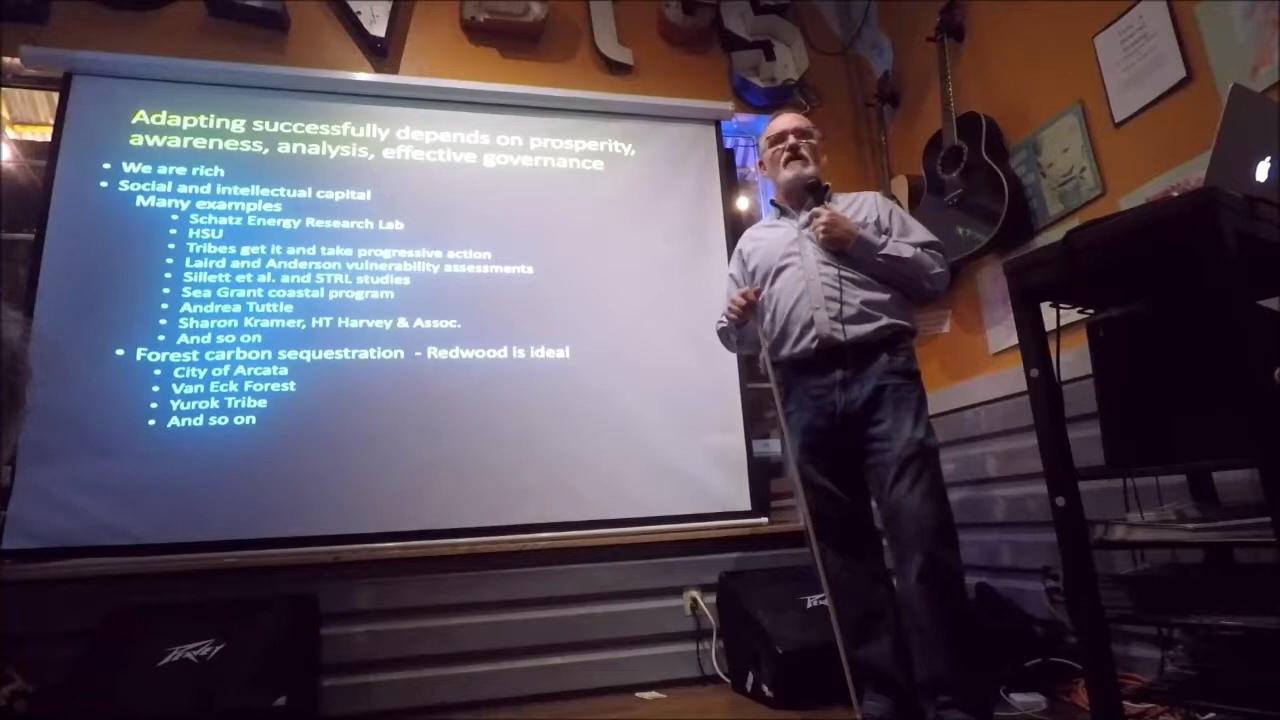 Adapting successfully depends on prosperity,
awareness, analysis, effective governance
• We are rich
• Social and intellectual capital
Many examples
• Schatz Energy Research Lab
• HSU
• Tribes get it and take progressive action
• Laird and Anderson vulnerability assessments
• Sillett et al. and STRL studies
• Sea Grant coastal program
• Andrea Tuttle
• Sharon Kramer, HT Harvey & Assoc.
• And so on
• Forest carbon sequestration - Redwood is ideal
• City of Arcata
• Van Eck Forest
• Yurok Tribe
• And so on
PEAVEY